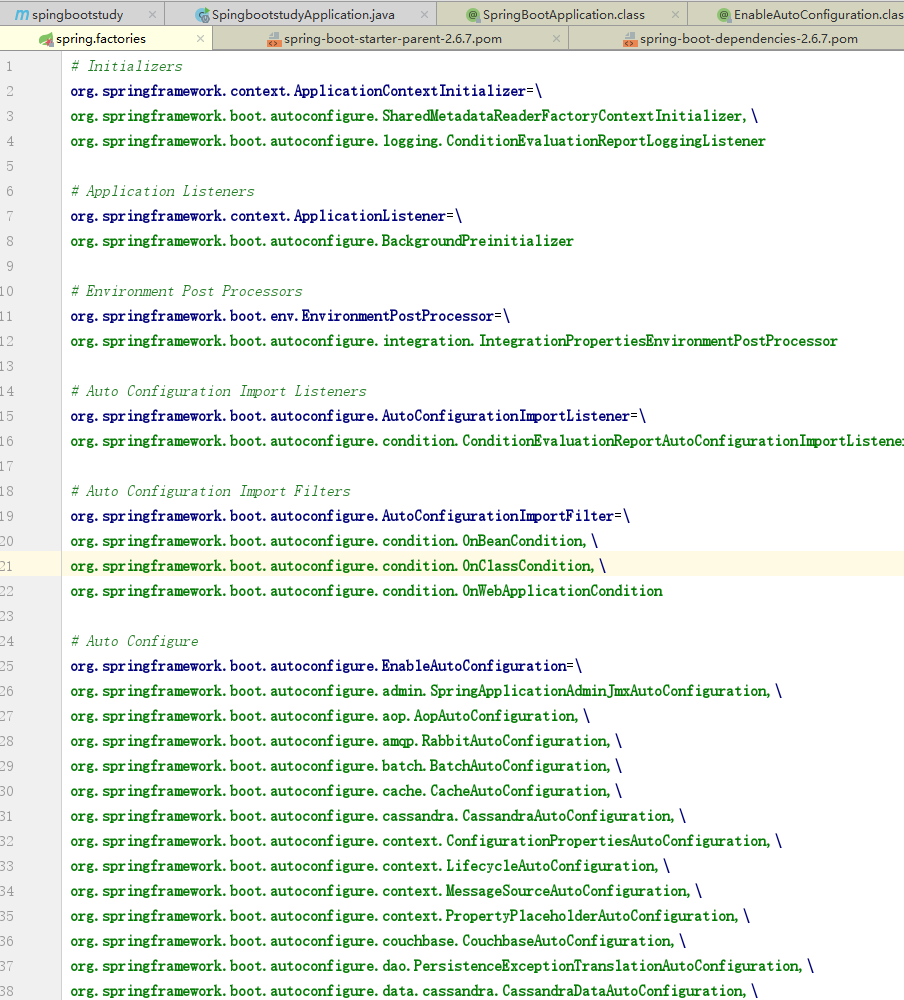 spingbootstudy × SpingbootstudyApplication.java × SpringBootApplication.class × EnableAutoConfiguration.clas
spring.factories × spring-boot-starter-parent-2.6.7.pom × spring-boot-dependencies-2.6.7.pom
1 # Initializers
2 org.springframework.context.ApplicationContextInitializer=\
3 org.springframework.boot.autoconfigure.SharedMetadataReaderFactoryContextInitializer,\
4 org.springframework.boot.autoconfigure.logging.ConditionEvaluationReportLoggingListener
5
6 # Application Listeners
7 org.springframework.context.ApplicationListener=\
8 org.springframework.boot.autoconfigure.BackgroundPreinitializer
9
10 # Environment Post Processors
11 org.springframework.boot.env.EnvironmentPostProcessor=\
12 org.springframework.boot.autoconfigure.integration.IntegrationPropertiesEnvironmentPostProcessor
13
14 # Auto Configuration Import Listeners
15 org.springframework.boot.autoconfigure.AutoConfigurationImportListener=\
16 org.springframework.boot.autoconfigure.condition.ConditionEvaluationReportAutoConfigurationImportListene
17
18 # Auto Configuration Import Filters
19 org.springframework.boot.autoconfigure.AutoConfigurationImportFilter=\
20 org.springframework.boot.autoconfigure.condition.OnBeanCondition,\
21 org.springframework.boot.autoconfigure.condition.OnClassCondition,\
22 org.springframework.boot.autoconfigure.condition.OnWebApplicationCondition
23
24 # Auto Configure
25 org.springframework.boot.autoconfigure.EnableAutoConfiguration=\
26 org.springframework.boot.autoconfigure.admin.SpringApplicationAdminJmxAutoConfiguration,\
27 org.springframework.boot.autoconfigure.aop.AopAutoConfiguration,\
28 org.springframework.boot.autoconfigure.amqp.RabbitAutoConfiguration,\
29 org.springframework.boot.autoconfigure.batch.BatchAutoConfiguration,\
30 org.springframework.boot.autoconfigure.cache.CacheAutoConfiguration,\
31 org.springframework.boot.autoconfigure.cassandra.CassandraAutoConfiguration,\
32 org.springframework.boot.autoconfigure.context.ConfigurationPropertiesAutoConfiguration,\
33 org.springframework.boot.autoconfigure.context.LifecycleAutoConfiguration,\
34 org.springframework.boot.autoconfigure.context.MessageSourceAutoConfiguration,\
35 org.springframework.boot.autoconfigure.context.PropertyPlaceholderAutoConfiguration,\
36 org.springframework.boot.autoconfigure.couchbase.CouchbaseAutoConfiguration,\
37 org.springframework.boot.autoconfigure.dao.PersistenceExceptionTranslationAutoConfiguration,\
38 org.springframework.boot.autoconfigure.data.cassandra.CassandraDataAutoConfiguration,\